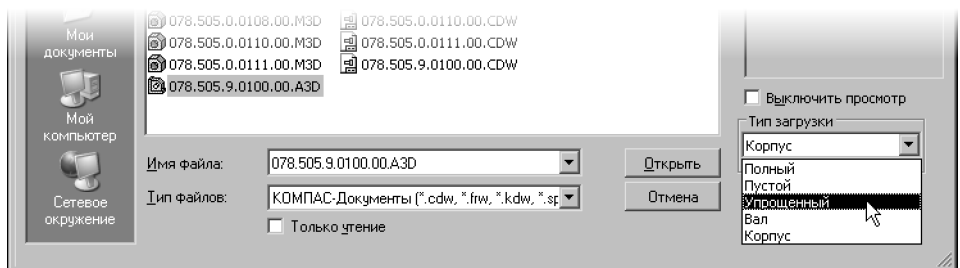 Мои
документы
Мой
компьютер
Сетевое
окружение
078.505.0.0108.00.M3D
078.505.0.0110.00.M3D
078.505.0.0111.00.M3D
078.505.9.0100.00.A3D
078.505.0.0110.00.CDW
078.505.0.0111.00.CDW
078.505.9.0100.00.CDW
Имя файла:
078.505.9.0100.00.A3D
Открыть
Тип файлов:
КОМПАС-Документы (*.cdw, *.frw, *.kdw, *.sp
Отмена
Только чтение
Выключить просмотр
Тип загрузки
Корпус
Полный
Пустой
Упрощенный
Вал
Корпус